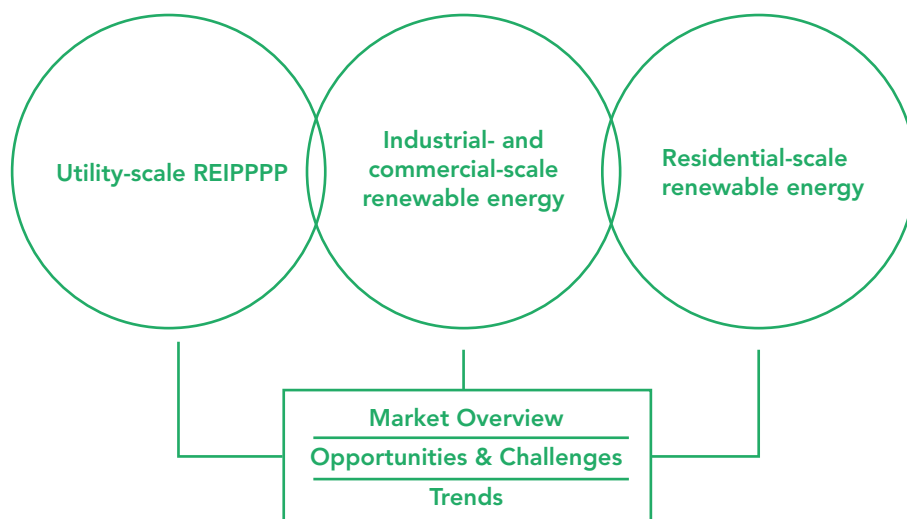 Utility-scale REIPPPP
Industrial- and
commercial-scale
renewable energy
Residential-scale
renewable energy
Market Overview
Opportunities & Challenges
Trends